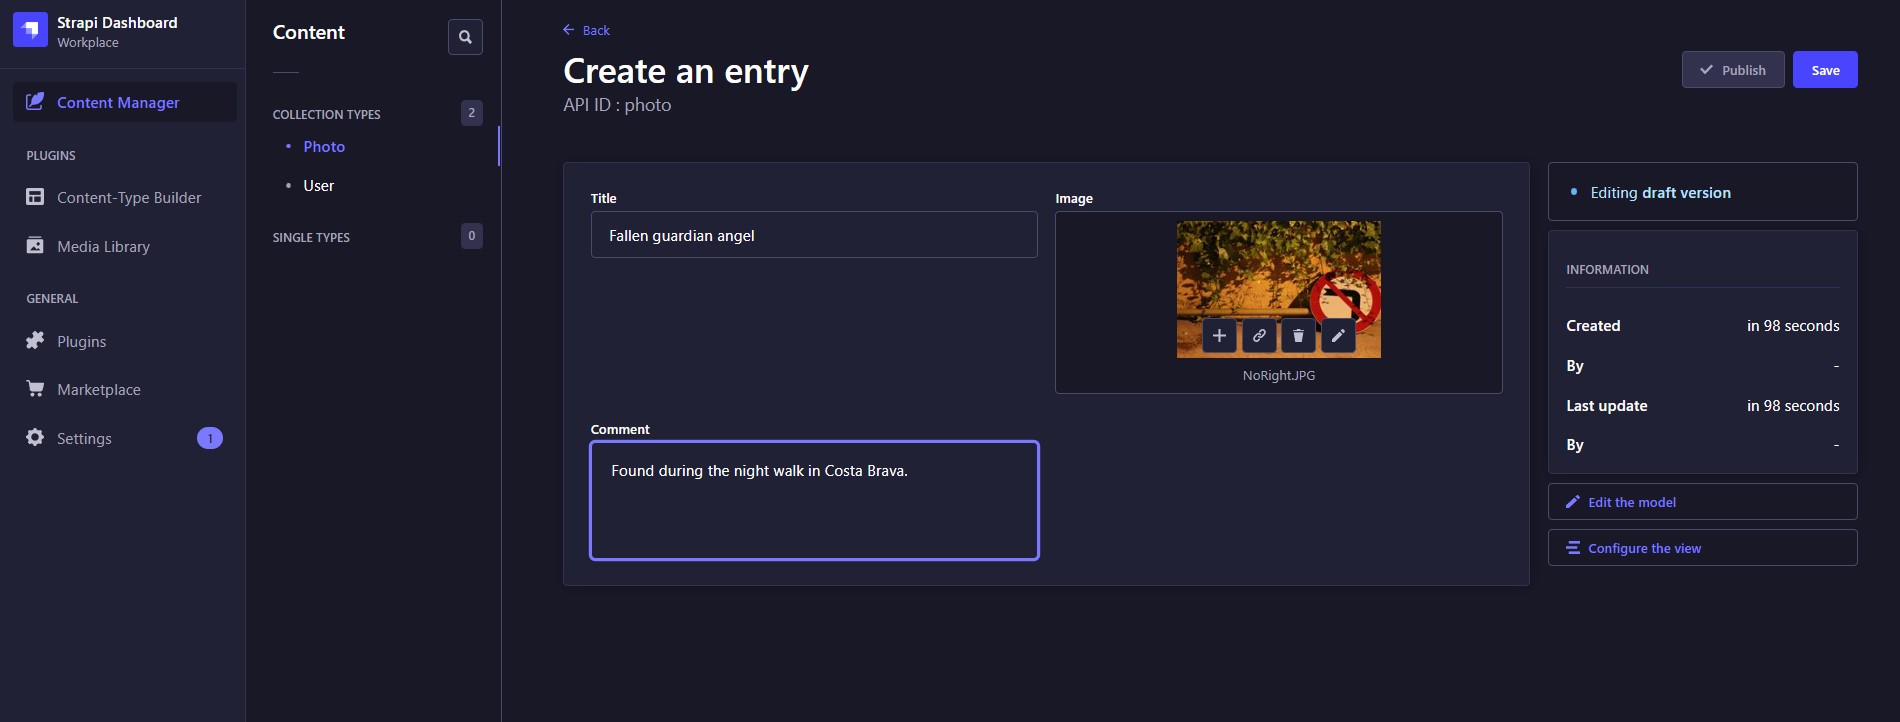 Strapi Dashboard
Workplace
Content Manager
PLUGINS
Content-Type Builder
Media Library
GENERAL
Plugins
Marketplace
Settings
1
Content
COLLECTION TYPES
2
Photo
User
SINGLE TYPES
0
Back
Create an entry
API ID : photo
Publish
Save
Title
Fallen guardian angel
Image
NoRight.JPG
Comment
Found during the night walk in Costa Brava.
Editing draft version
INFORMATION
Created in 98 seconds
By -
Last update in 98 seconds
By -
Edit the model
Configure the view